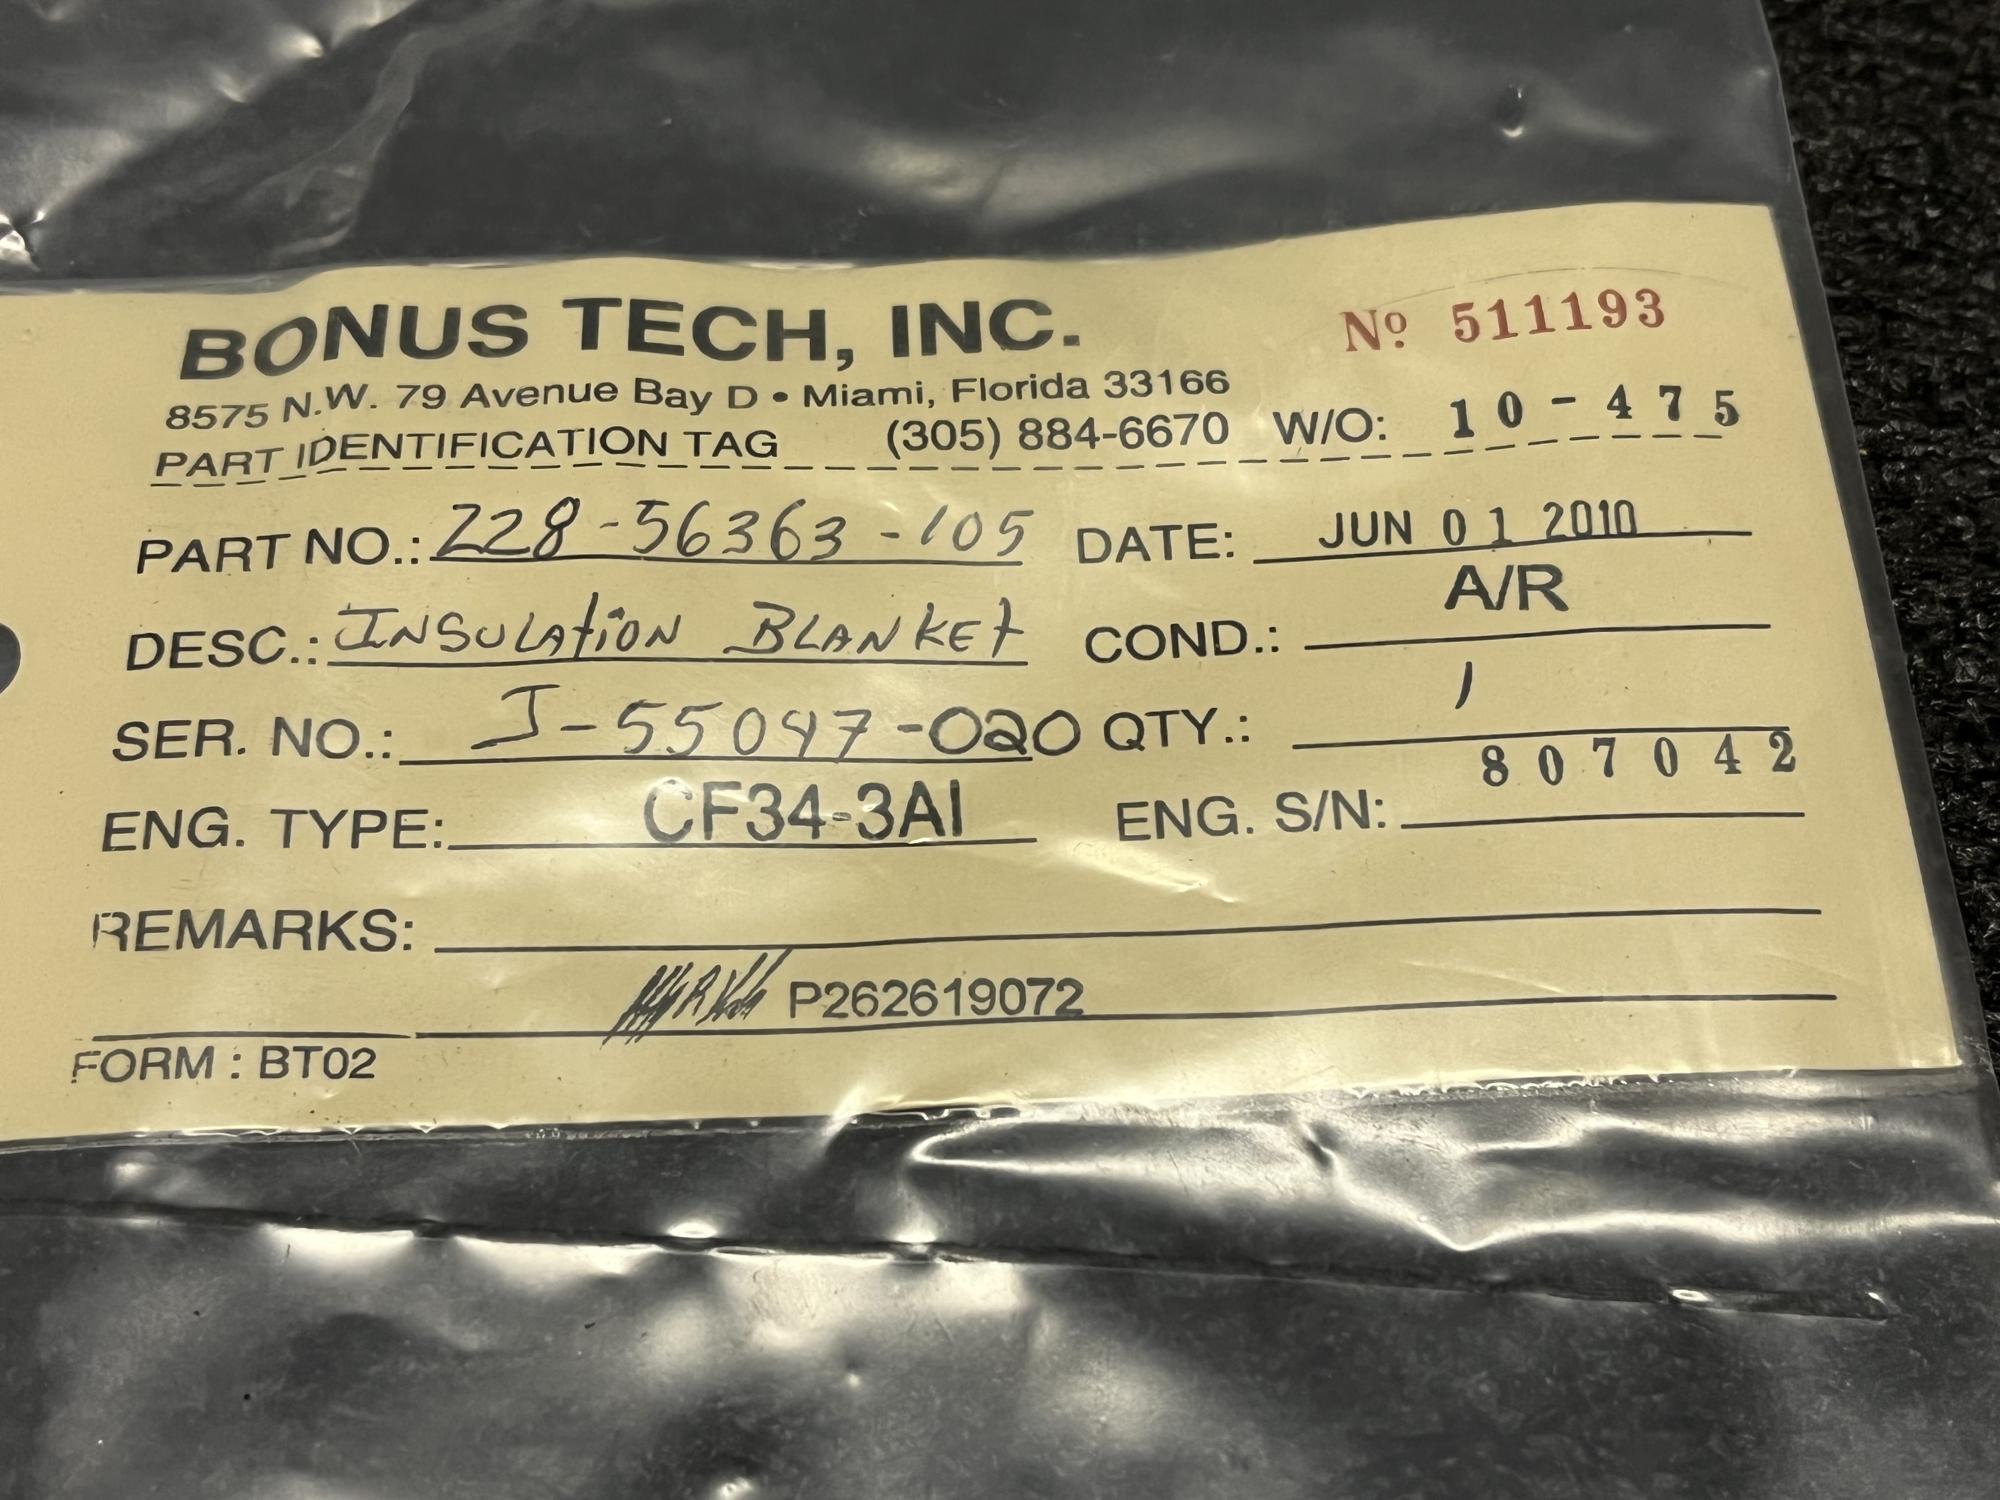 BONUS TECH, INC.
Nº 511193
8575 N.W. 79 Avenue Bay D • Miami, Florida 33166
PART IDENTIFICATION TAG (305) 884-6670 W/O: 10-475
PART NO.: 228-56363-105 DATE: JUN 01 2010
DESC.: INSULATION BLANKET COND.: A/R
SER. NO.: J-55047-020 QTY.: 1
ENG. TYPE: CF34-3A1 ENG. S/N: 807042
REMARKS:
P262619072
FORM : BT02